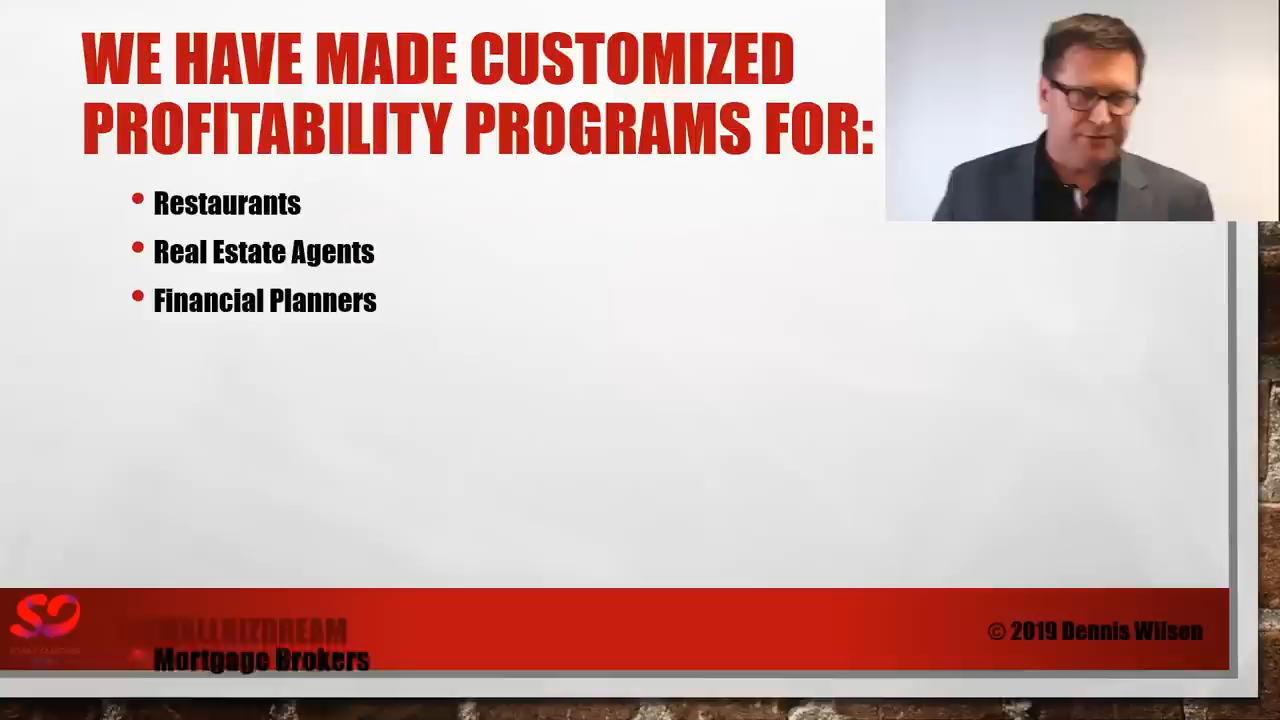 WE HAVE MADE CUSTOMIZED
PROFITABILITY PROGRAMS FOR:
• Restaurants
• Real Estate Agents
• Financial Planners
© 2019 Dennis Wilson
Mortgage Brokers